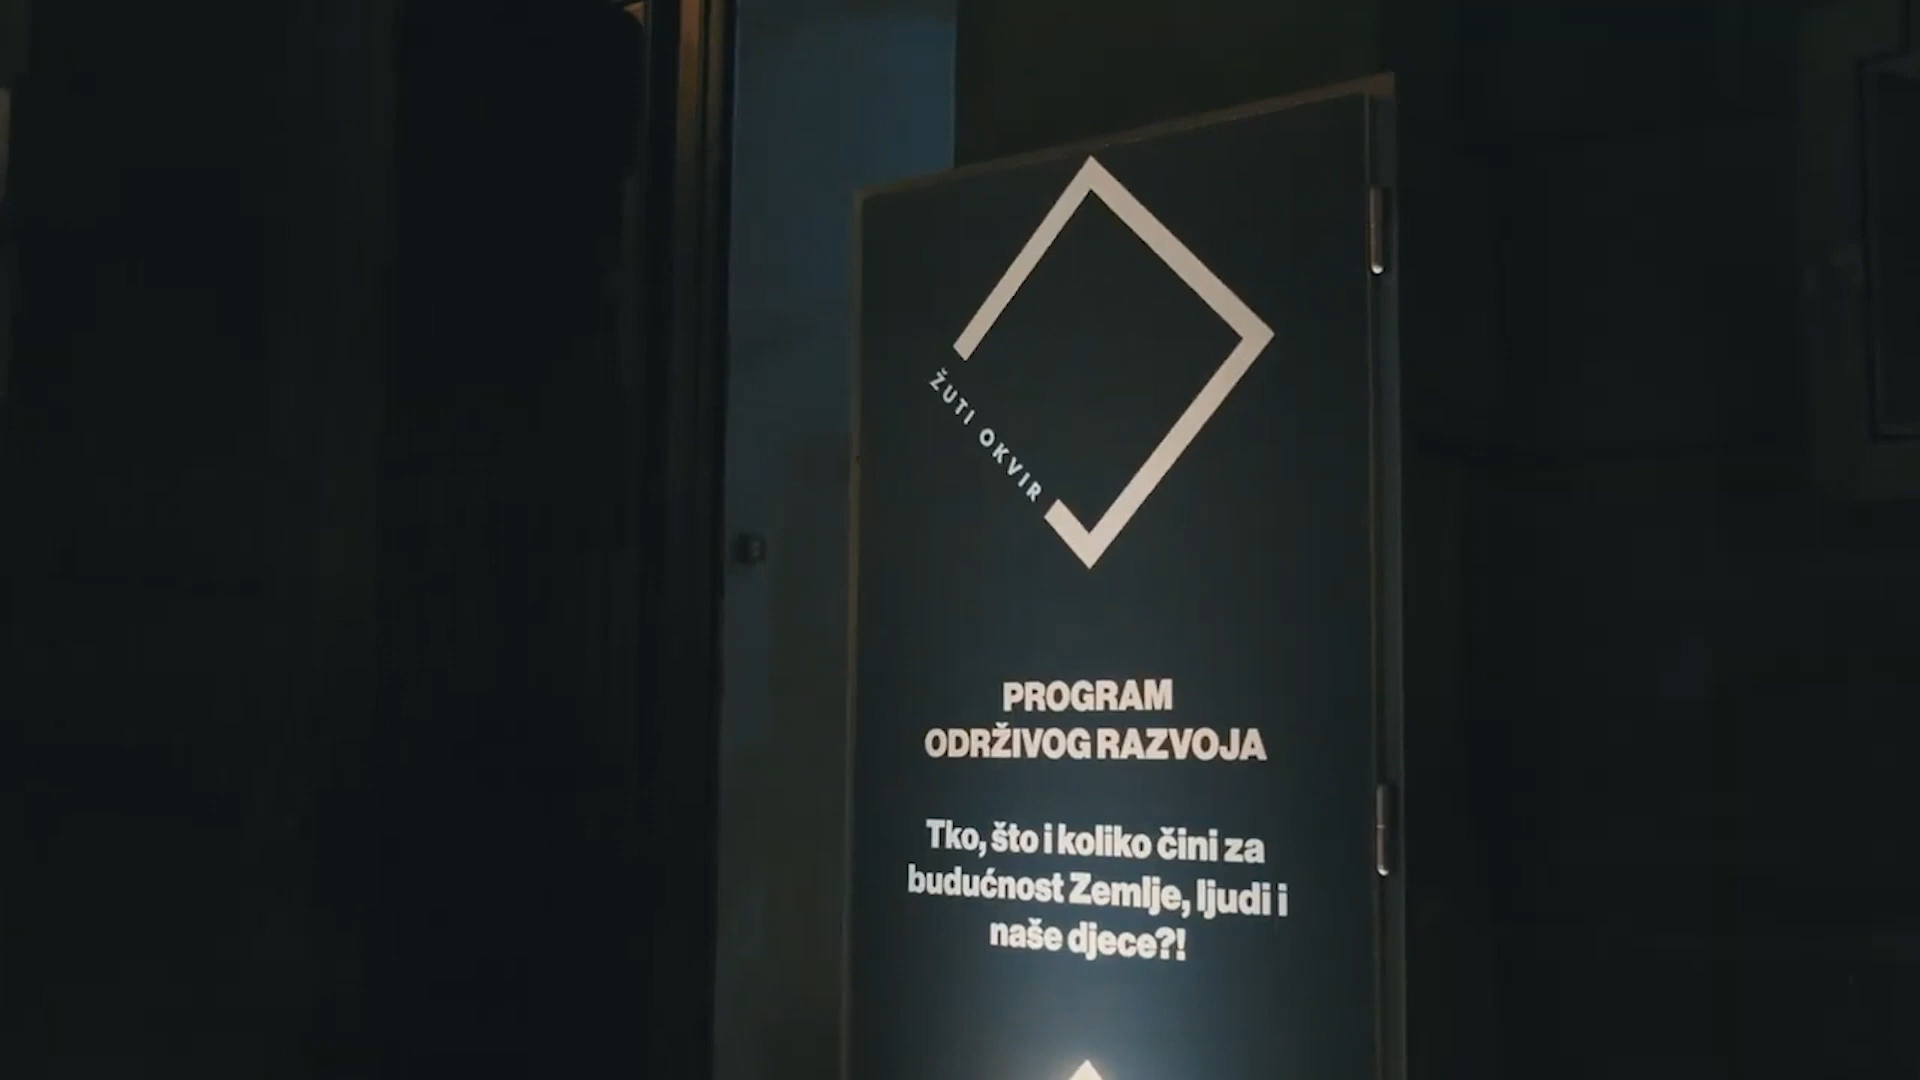 ŽUTI OKVIR
PROGRAM
ODRŽIVOG RAZVOJA
Tko, što i koliko čini za
budućnost Zemlje, ljudi i
naše djece?!